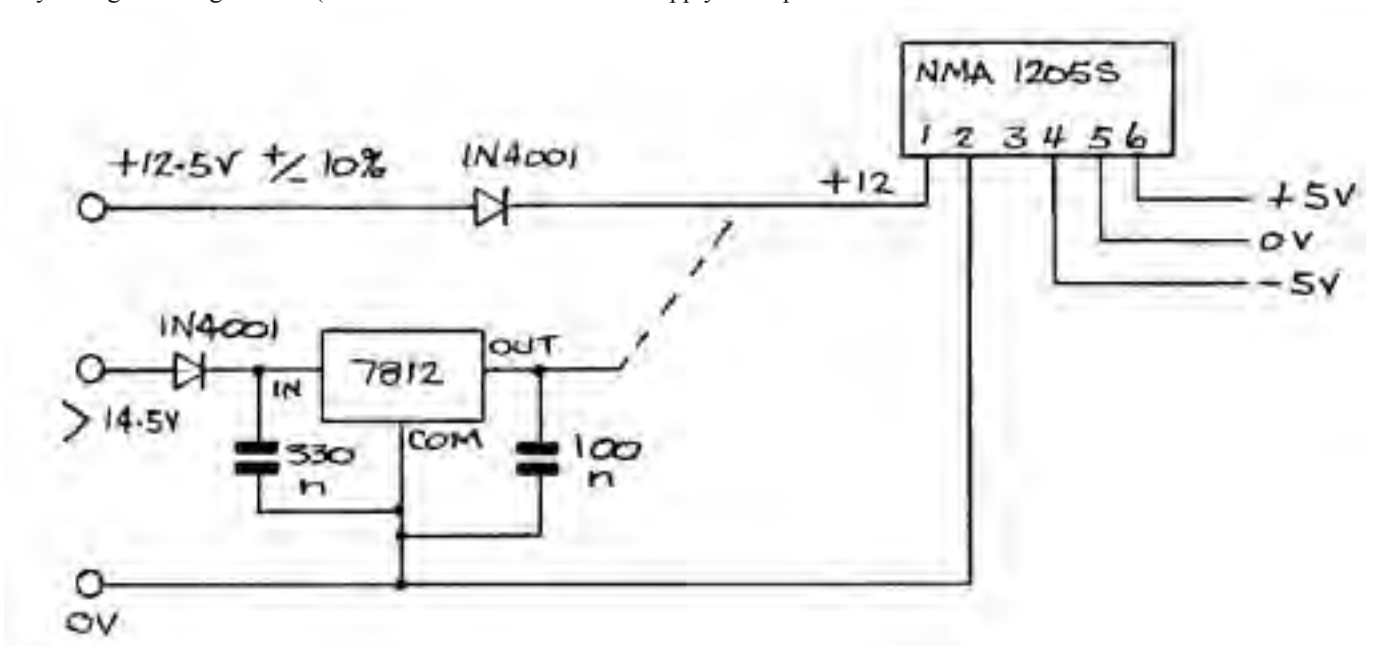 NMA 1205S
1 2 3 4 5 6
+12.5V +/- 10%
1N4001
+12
+5V
0V
-5V
1N4001
OUT
7812
IN
> 14.5V
COM
330
n
100
n
0V